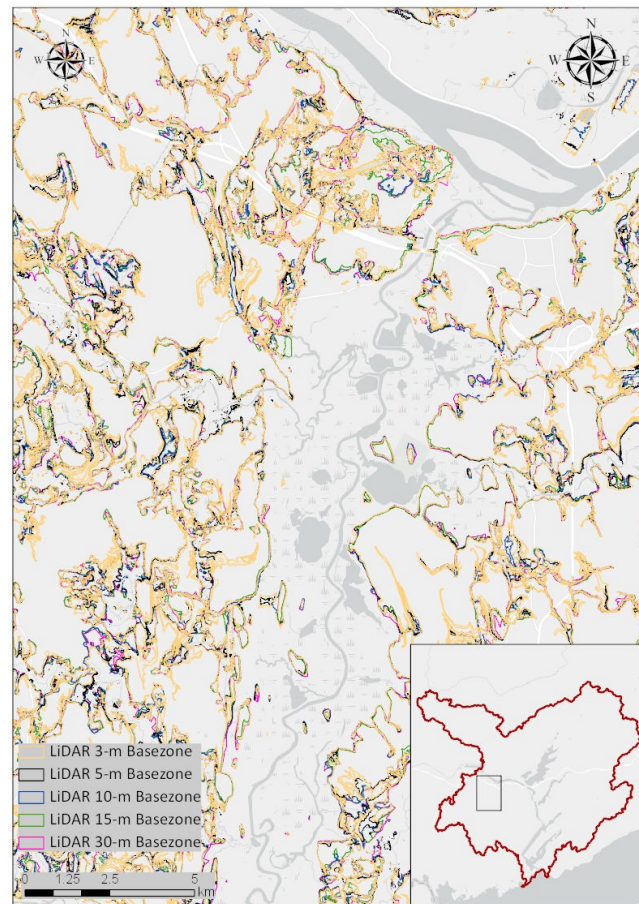 N
W E
S
N
W E
S
LiDAR 3-m Basezone
LiDAR 5-m Basezone
LiDAR 10-m Basezone
LiDAR 15-m Basezone
LiDAR 30-m Basezone
0 1.25 2.5 5
km